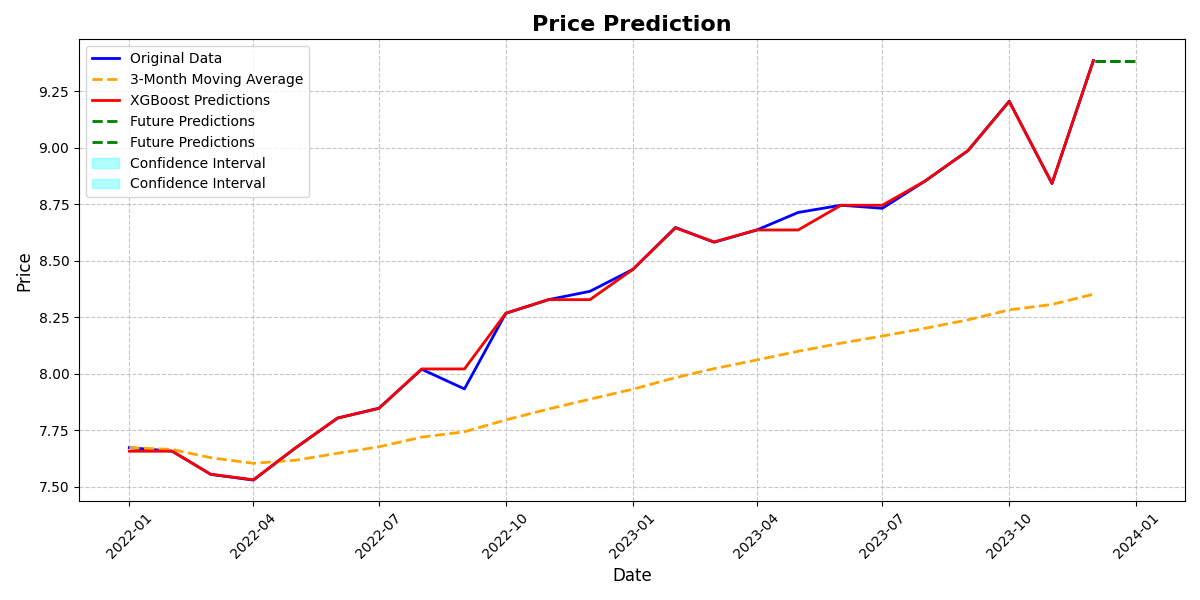 Price Prediction
Original Data
3-Month Moving Average
XGBoost Predictions
Future Predictions
Future Predictions
Confidence Interval
Confidence Interval
Price
9.25
9.00
8.75
8.50
8.25
8.00
7.75
7.50
2022-01
2022-04
2022-07
2022-10
2023-01
2023-04
2023-07
2023-10
2024-01
Date